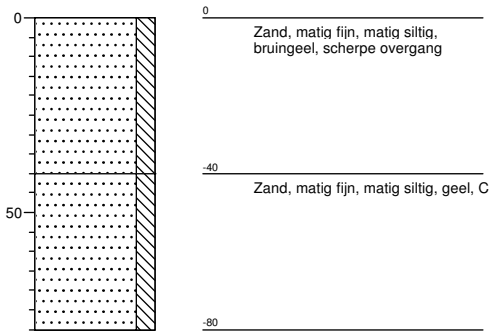 0
0
Zand, matig fijn, matig siltig,
bruingeel, scherpe overgang
-40
Zand, matig fijn, matig siltig, geel, C
50
-80